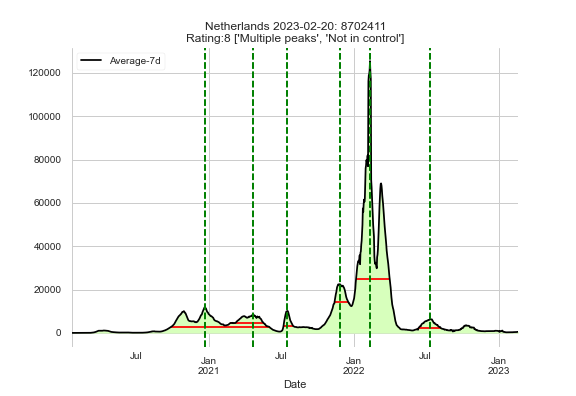 Netherlands 2023-02-20: 8702411
Rating:8 ['Multiple peaks', 'Not in control']
Average-7d
120000
100000
80000
60000
40000
20000
0
Jul
Jan
2021
Jul
Jan
2022
Jul
Jan
2023
Date